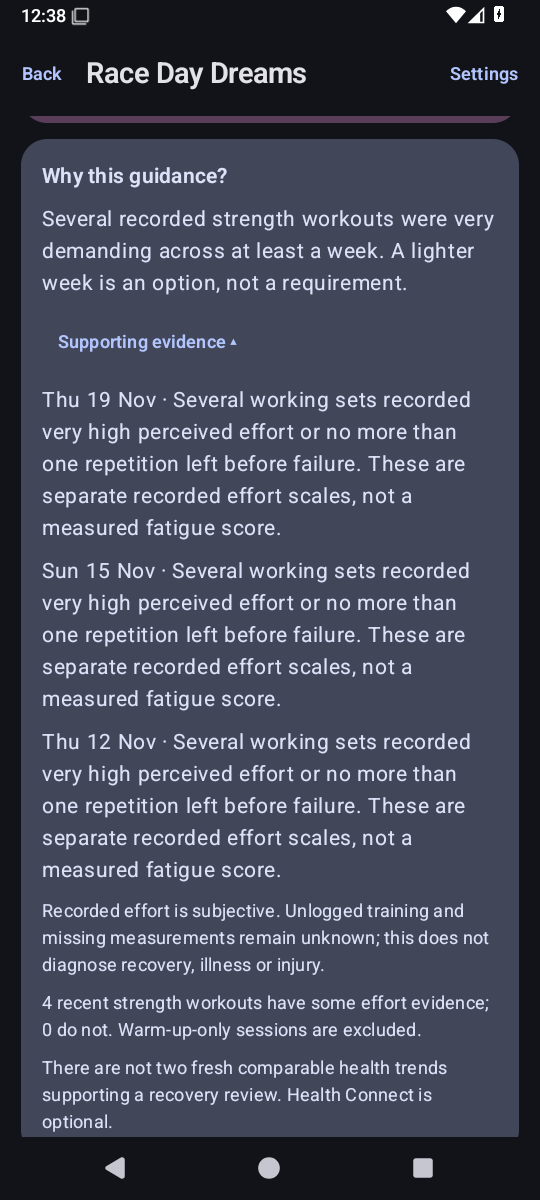 12:38
Back
Race Day Dreams
Settings
Why this guidance?
Several recorded strength workouts were very
demanding across at least a week. A lighter
week is an option, not a requirement.
Supporting evidence ▴
Thu 19 Nov · Several working sets recorded
very high perceived effort or no more than
one repetition left before failure. These are
separate recorded effort scales, not a
measured fatigue score.
Sun 15 Nov · Several working sets recorded
very high perceived effort or no more than
one repetition left before failure. These are
separate recorded effort scales, not a
measured fatigue score.
Thu 12 Nov · Several working sets recorded
very high perceived effort or no more than
one repetition left before failure. These are
separate recorded effort scales, not a
measured fatigue score.
Recorded effort is subjective. Unlogged training and
missing measurements remain unknown; this does not
diagnose recovery, illness or injury.
4 recent strength workouts have some effort evidence;
0 do not. Warm-up-only sessions are excluded.
There are not two fresh comparable health trends
supporting a recovery review. Health Connect is
optional.